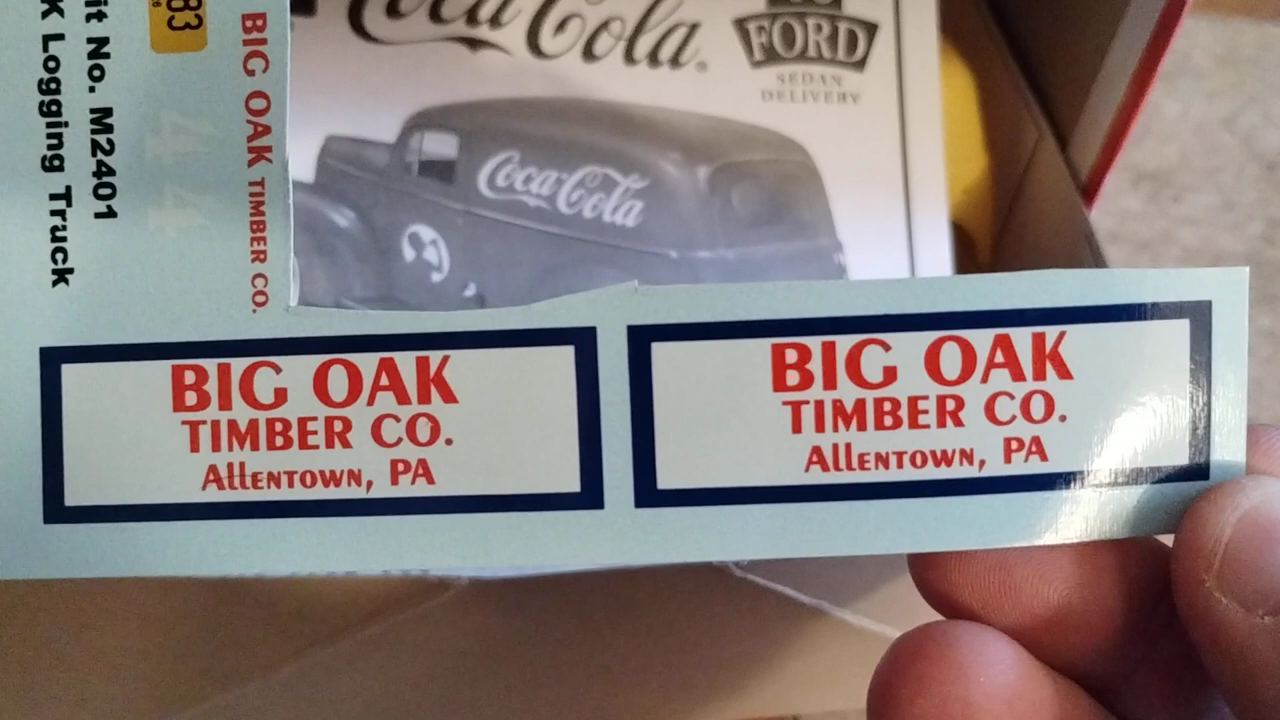 Coca-Cola
FORD
SEDAN
DELIVERY
Coca-Cola
83
BIG OAK TIMBER CO.
it No. M2401
K Logging Truck
BIG OAK
TIMBER CO.
Allentown, PA
BIG OAK
TIMBER CO.
Allentown, PA